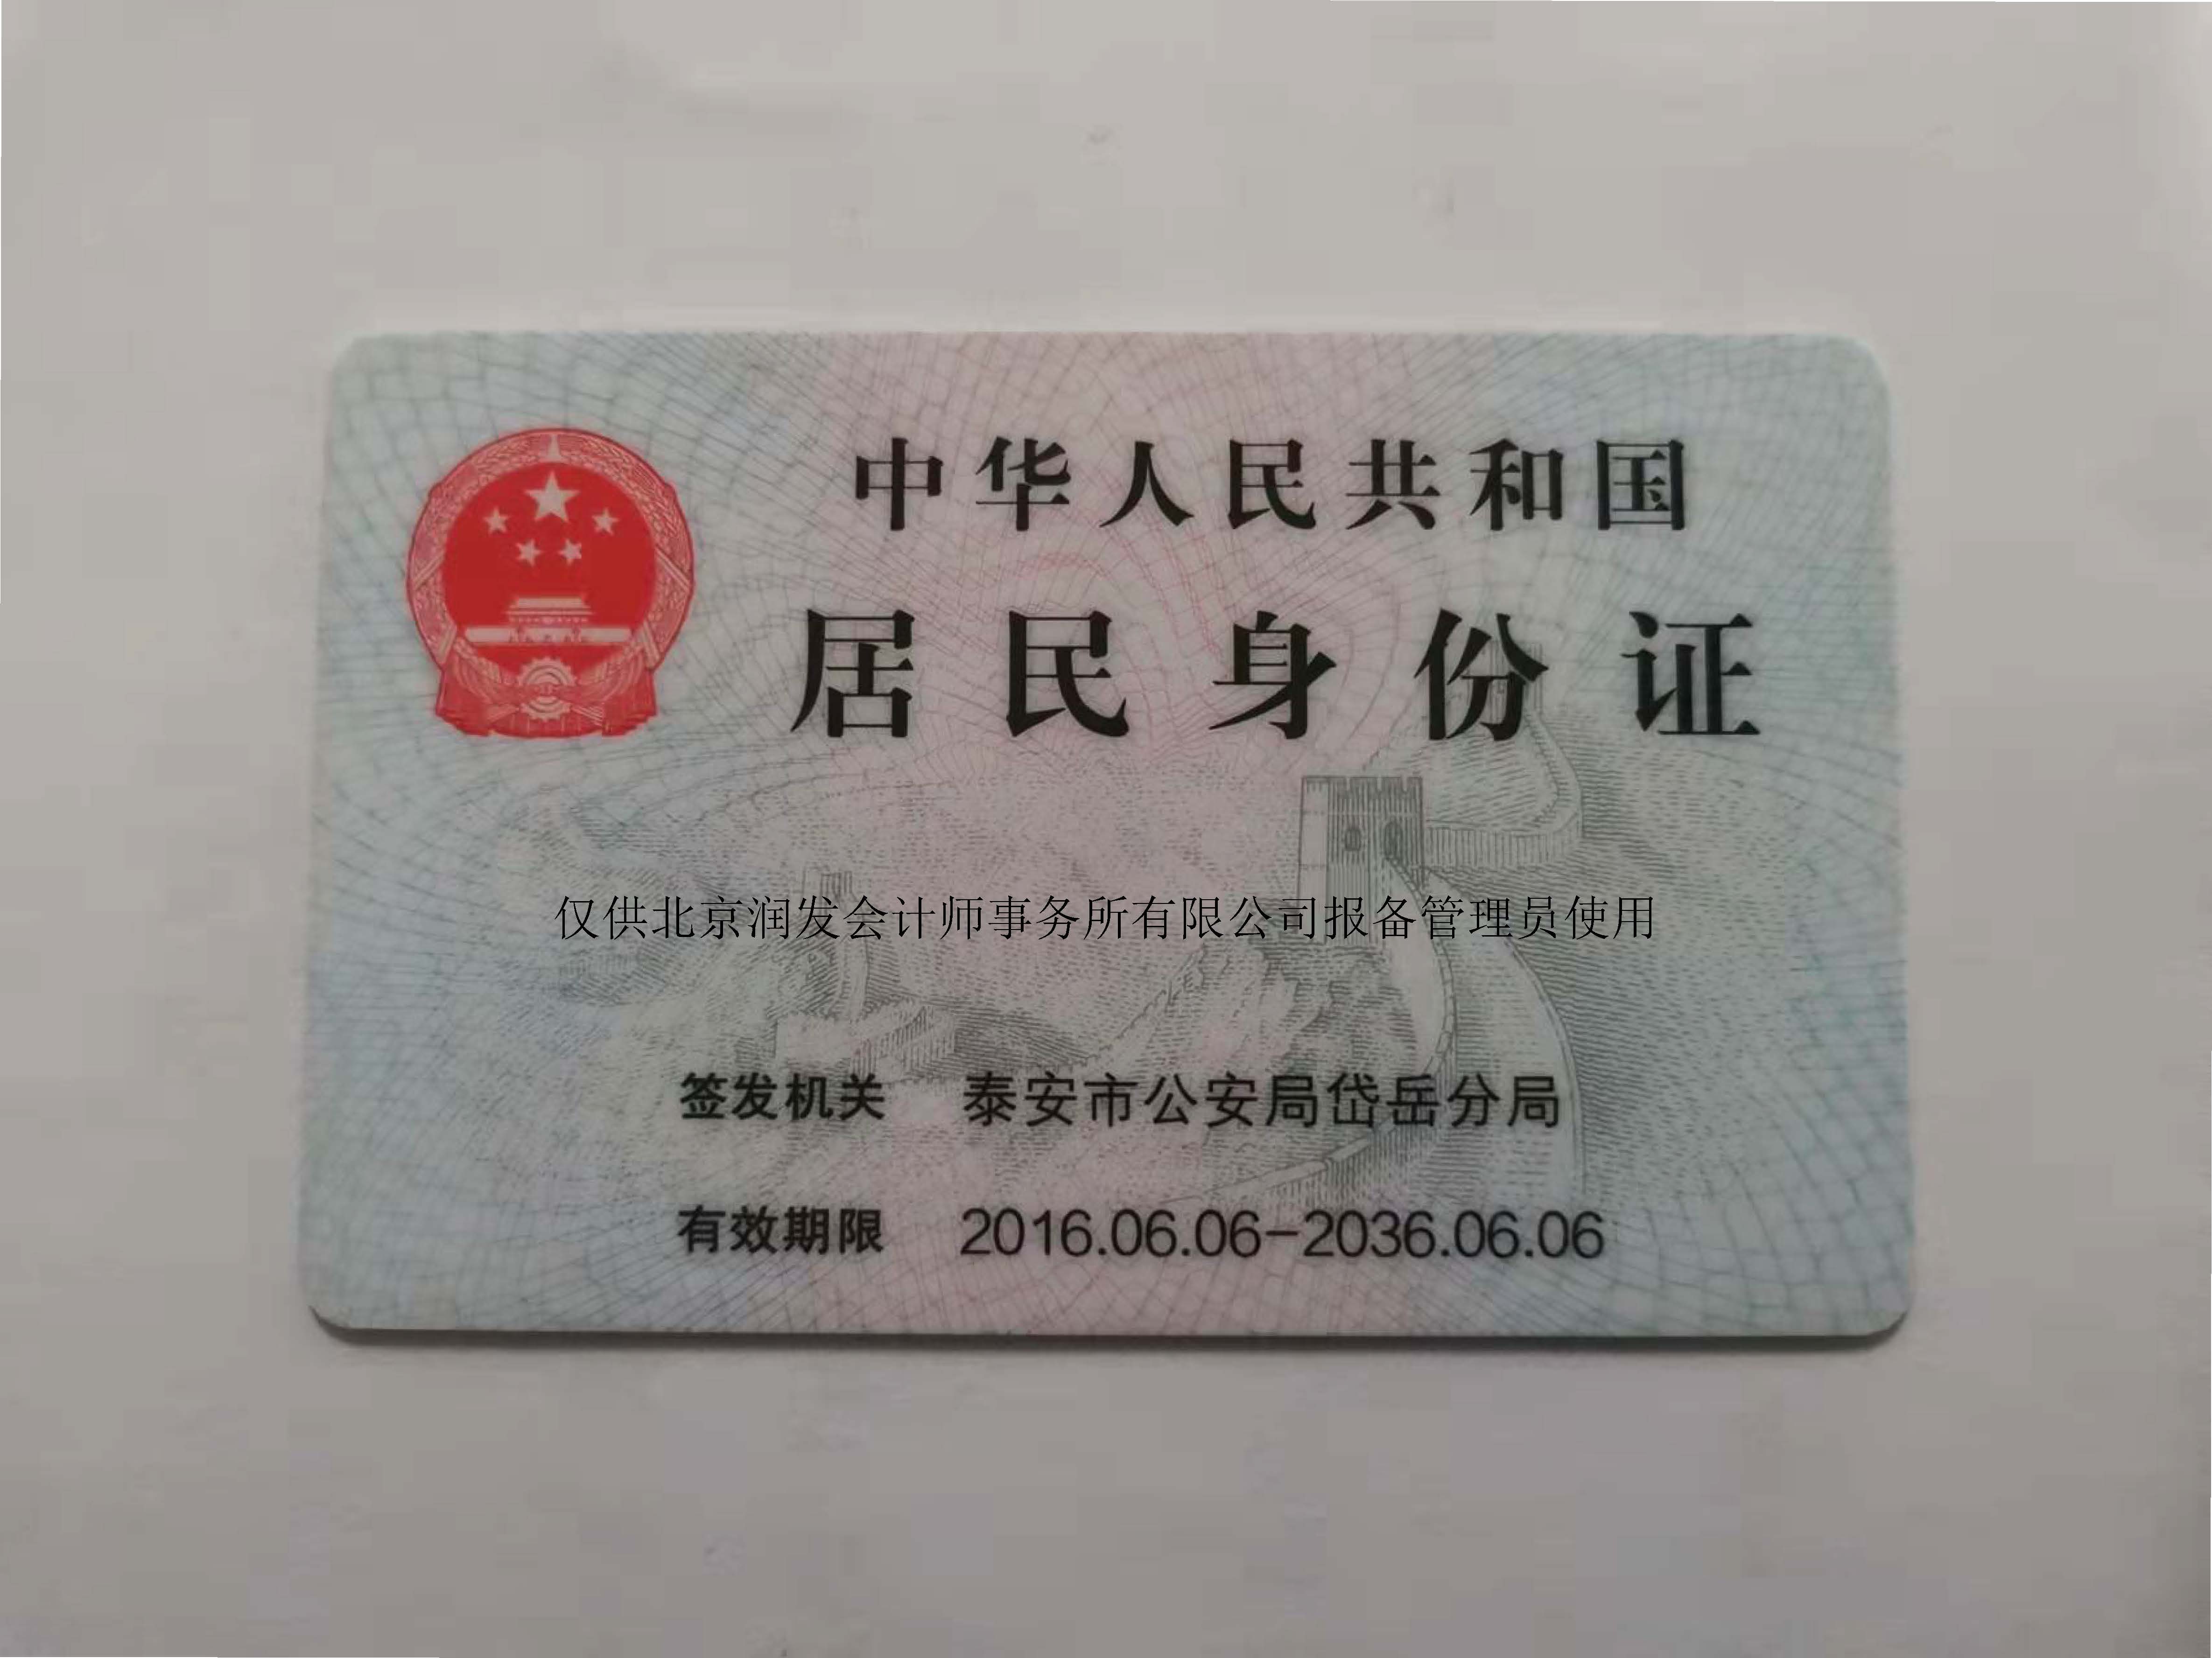 中华人民共和国
居民身份证
仅供北京润发会计师事务所有限公司报备管理员使用
签发机关 泰安市公安局岱岳分局
有效期限 2016.06.06-2036.06.06